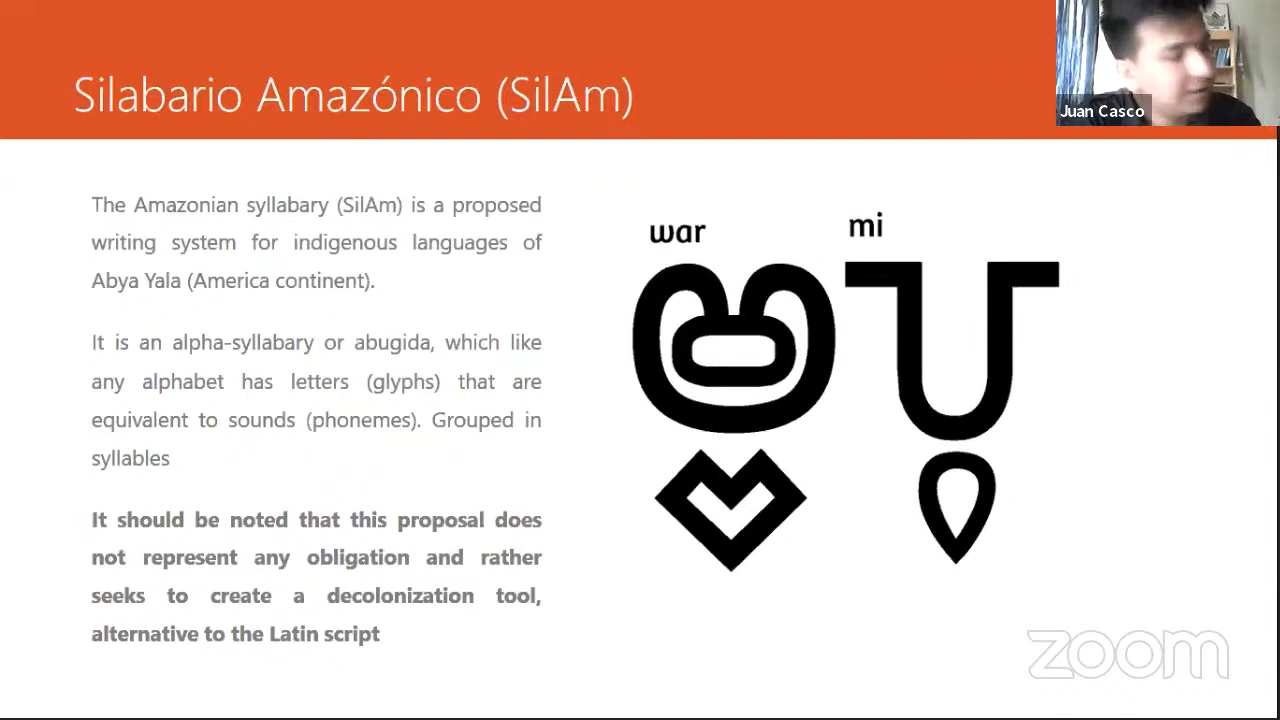 Silabario Amazónico (SilAm)
Juan Casco
The Amazonian syllabary (SilAm) is a proposed
writing system for indigenous languages of
Abya Yala (America continent).
It is an alpha-syllabary or abugida, which like
any alphabet has letters (glyphs) that are
equivalent to sounds (phonemes). Grouped in
syllables
It should be noted that this proposal does
not represent any obligation and rather
seeks to create a decolonization tool,
alternative to the Latin script
war mi
zoom